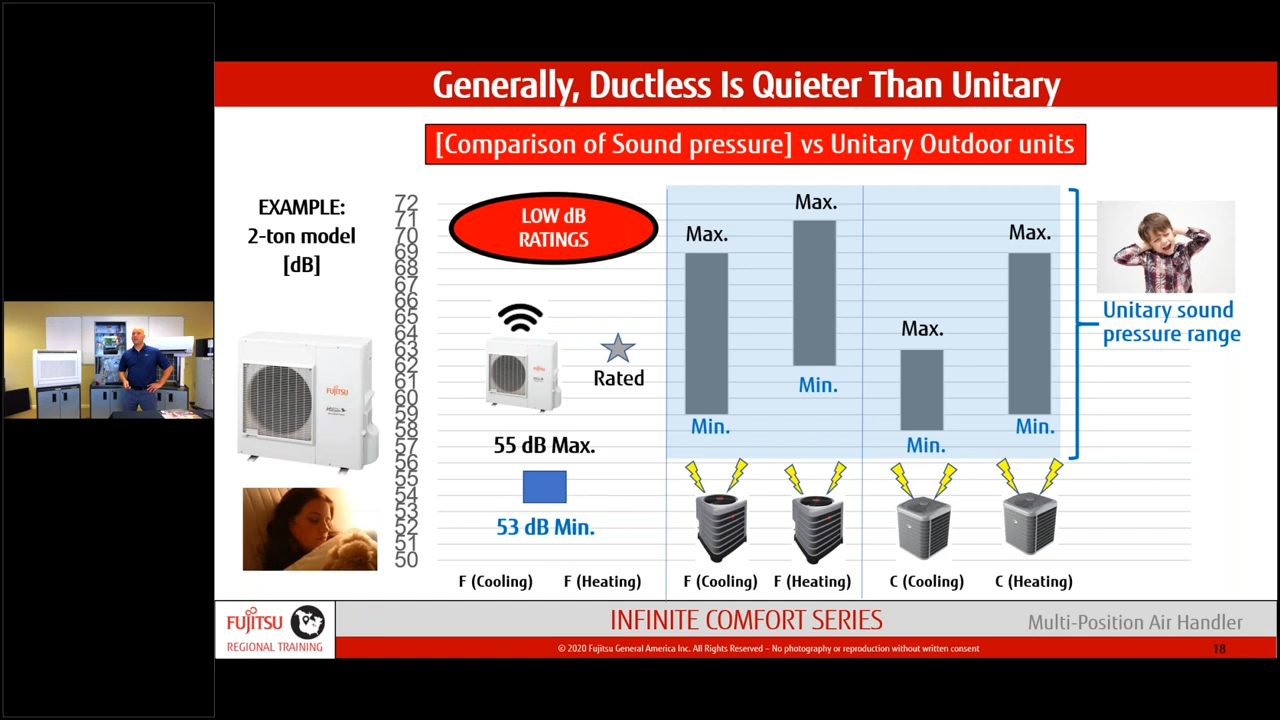 Generally, Ductless Is Quieter Than Unitary
[Comparison of Sound pressure] vs Unitary Outdoor units
EXAMPLE:
2-ton model
[dB]
72
71
70
69
68
67
66
65
64
63
62
61
60
59
58
57
56
55
54
53
52
51
50
LOW dB
RATINGS
Rated
55 dB Max.
53 dB Min.
Max.
Min.
Max.
Min.
Max.
Min.
Max.
Min.
Unitary sound
pressure range
FUJITSU
FUJITSU
F (Cooling)
F (Heating)
F (Cooling)
F (Heating)
C (Cooling)
C (Heating)
FUJITSU
REGIONAL TRAINING
INFINITE COMFORT SERIES
Multi-Position Air Handler
© 2020 Fujitsu General America Inc. All Rights Reserved – No photography or reproduction without written consent
18